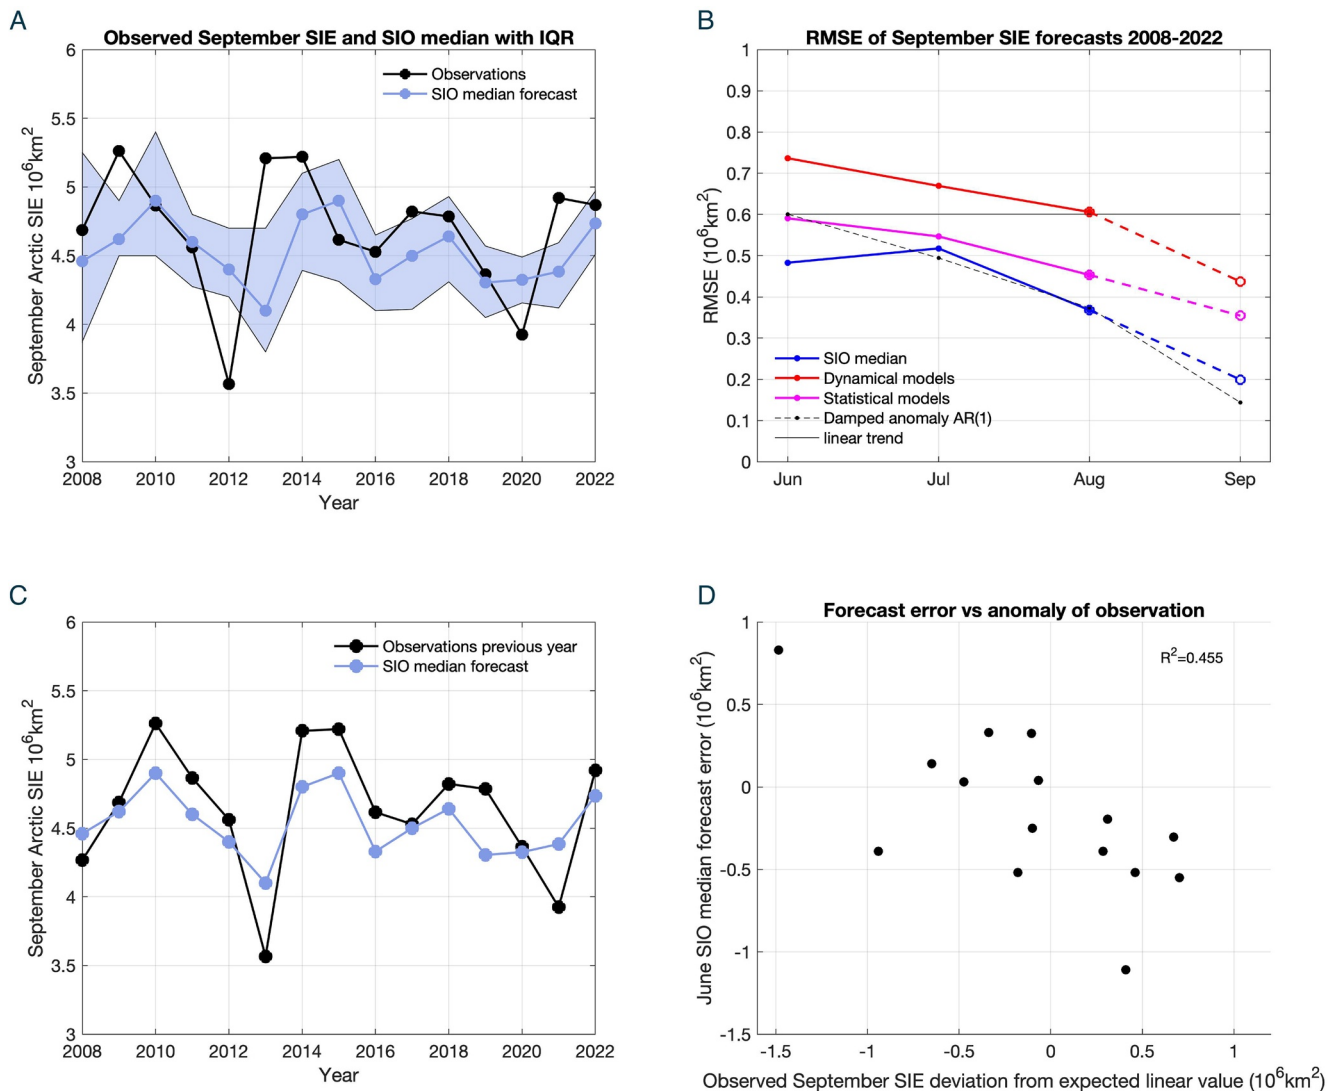 A
Observed September SIE and SIO median with IQR
Observations
SIO median forecast
September Arctic SIE 10⁶km²
6
5.5
5
4.5
4
3.5
3
2008
2010
2012
2014
2016
2018
2020
2022
Year
B
RMSE of September SIE forecasts 2008-2022
RMSE (10⁶km²)
1
0.9
0.8
0.7
0.6
0.5
0.4
0.3
0.2
0.1
0
SIO median
Dynamical models
Statistical models
Damped anomaly AR(1)
linear trend
Jun
Jul
Aug
Sep
C
Observations previous year
SIO median forecast
September Arctic SIE 10⁶km²
6
5.5
5
4.5
4
3.5
3
2008
2010
2012
2014
2016
2018
2020
2022
Year
D
Forecast error vs anomaly of observation
R²=0.455
June SIO median forecast error (10⁶km²)
1
0.5
0
-0.5
-1
-1.5
-1.5
-1
-0.5
0
0.5
1
Observed September SIE deviation from expected linear value (10⁶km²)